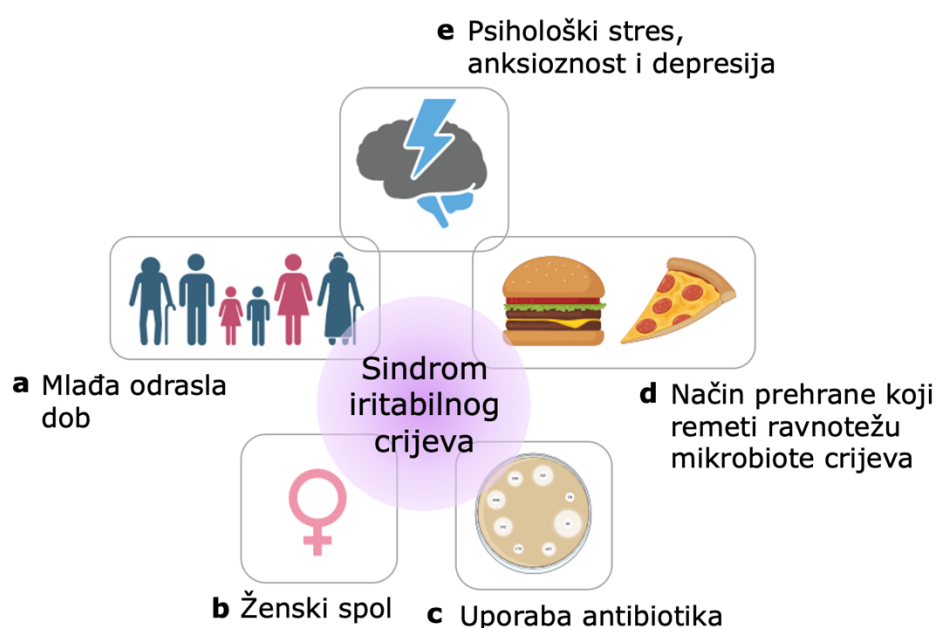 e Psihološki stres,
anksioznost i depresija
a Mlađa odrasla
dob
Sindrom
iritabilnog
crijeva
d Način prehrane koji
remeti ravnotežu
mikrobiote crijeva
b Ženski spol
c Uporaba antibiotika